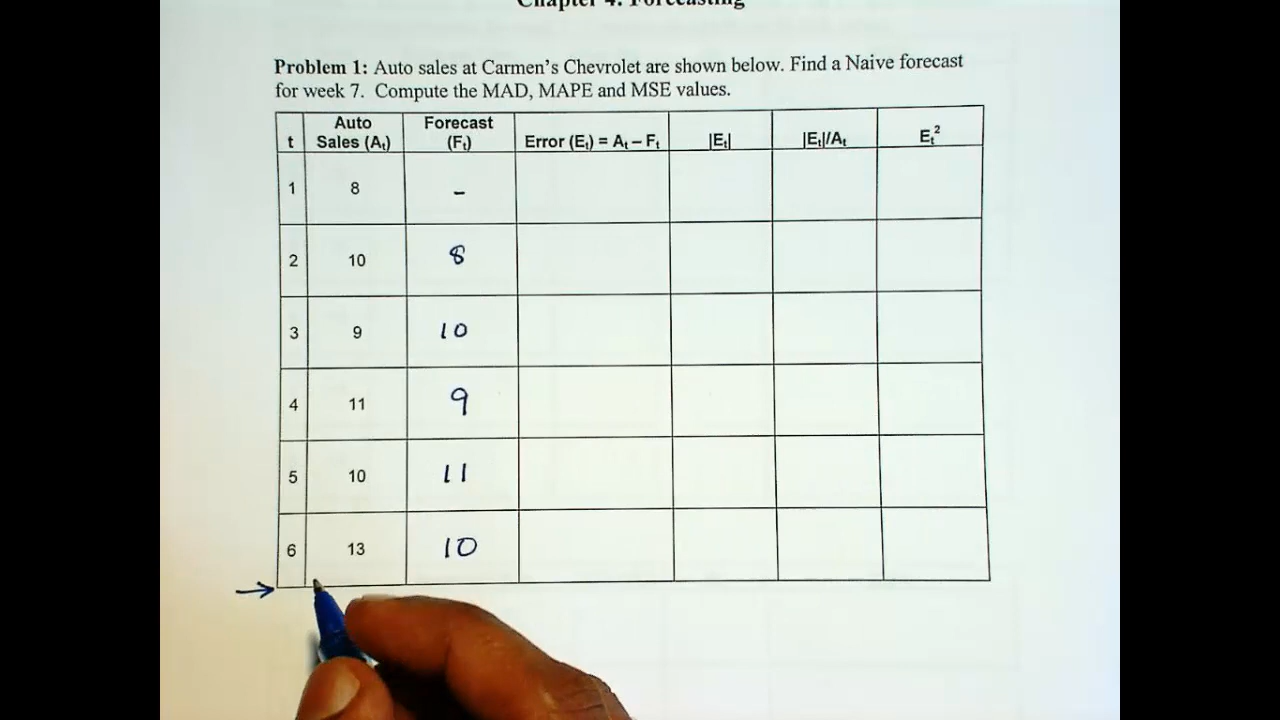 Chapter 4: Forecasting
Problem 1: Auto sales at Carmen's Chevrolet are shown below. Find a Naive forecast
for week 7. Compute the MAD, MAPE and MSE values.
t Auto Sales (Aₜ) Forecast (Fₜ) Error (Eₜ) = Aₜ – Fₜ |Eₜ| |Eₜ|/Aₜ Eₜ²
1 8 –
2 10 8
3 9 10
4 11 9
5 10 11
6 13 10